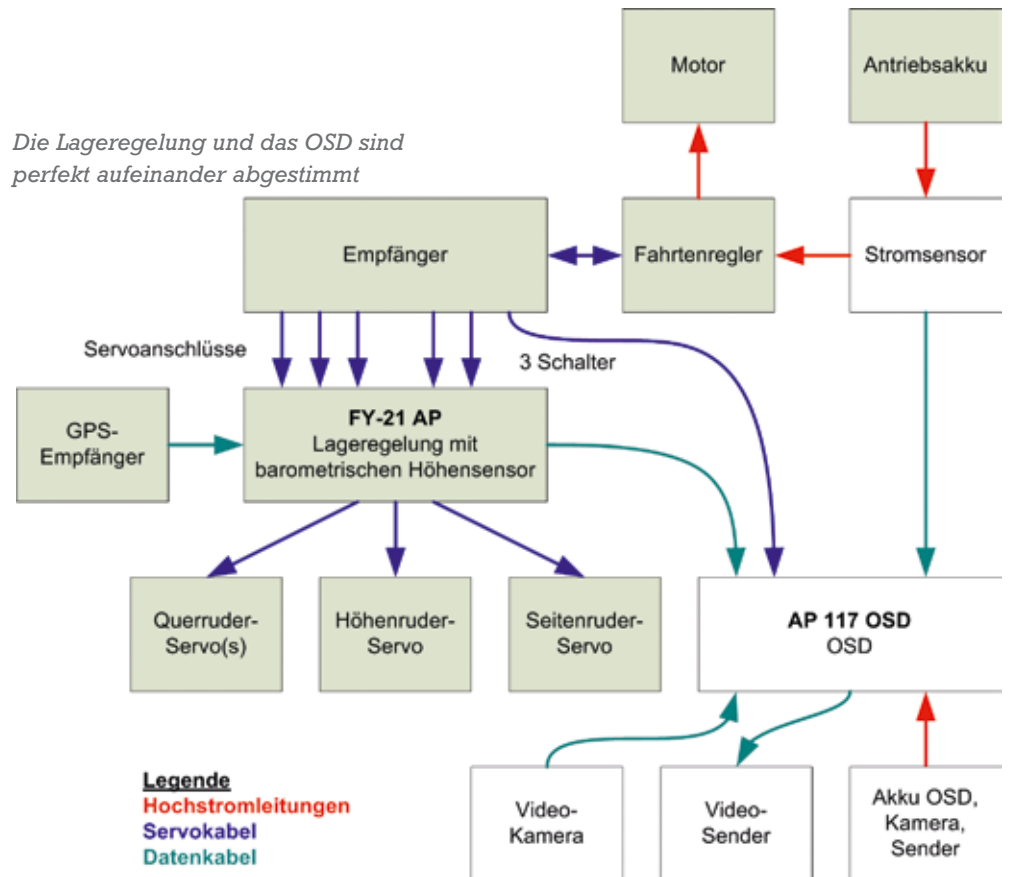 Motor
Antriebsakku
Die Lageregelung und das OSD sind
perfekt aufeinander abgestimmt
Empfänger
Fahrtenregler
Stromsensor
Servoanschlüsse
3 Schalter
GPS-
Empfänger
FY-21 AP
Lageregelung mit
barometrischen Höhensensor
Querruder-
Servo(s)
Höhenruder-
Servo
Seitenruder-
Servo
AP 117 OSD
OSD
Legende
Hochstromleitungen
Servokabel
Datenkabel
Video-
Kamera
Video-
Sender
Akku OSD,
Kamera,
Sender